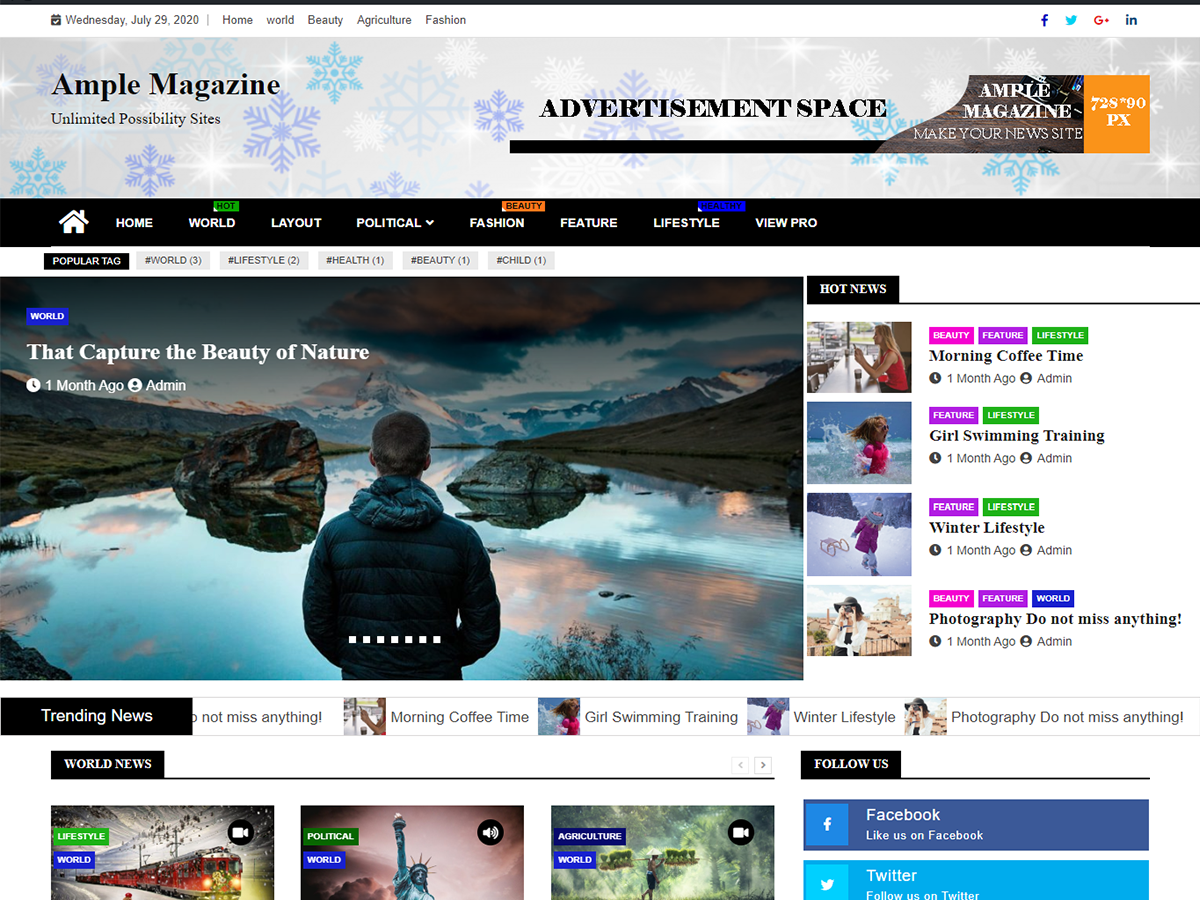 Wednesday, July 29, 2020 | Home world Beauty Agriculture Fashion
Ample Magazine
Unlimited Possibility Sites
ADVERTISEMENT SPACE
AMPLE
MAGAZINE
MAKE YOUR NEWS SITE
728*90
PX
HOT
BEAUTY
HEALTHY
HOME WORLD LAYOUT POLITICAL FASHION FEATURE LIFESTYLE VIEW PRO
POPULAR TAG #WORLD (3) #LIFESTYLE (2) #HEALTH (1) #BEAUTY (1) #CHILD (1)
WORLD
That Capture the Beauty of Nature
1 Month Ago Admin
HOT NEWS
BEAUTY FEATURE LIFESTYLE
Morning Coffee Time
1 Month Ago Admin
FEATURE LIFESTYLE
Girl Swimming Training
1 Month Ago Admin
FEATURE LIFESTYLE
Winter Lifestyle
1 Month Ago Admin
BEAUTY FEATURE WORLD
Photography Do not miss anything!
1 Month Ago Admin
Trending News not miss anything! Morning Coffee Time Girl Swimming Training Winter Lifestyle Photography Do not miss anything!
WORLD NEWS
LIFESTYLE
WORLD
POLITICAL
WORLD
AGRICULTURE
WORLD
FOLLOW US
Facebook
Like us on Facebook
Twitter
Follow us on Twitter